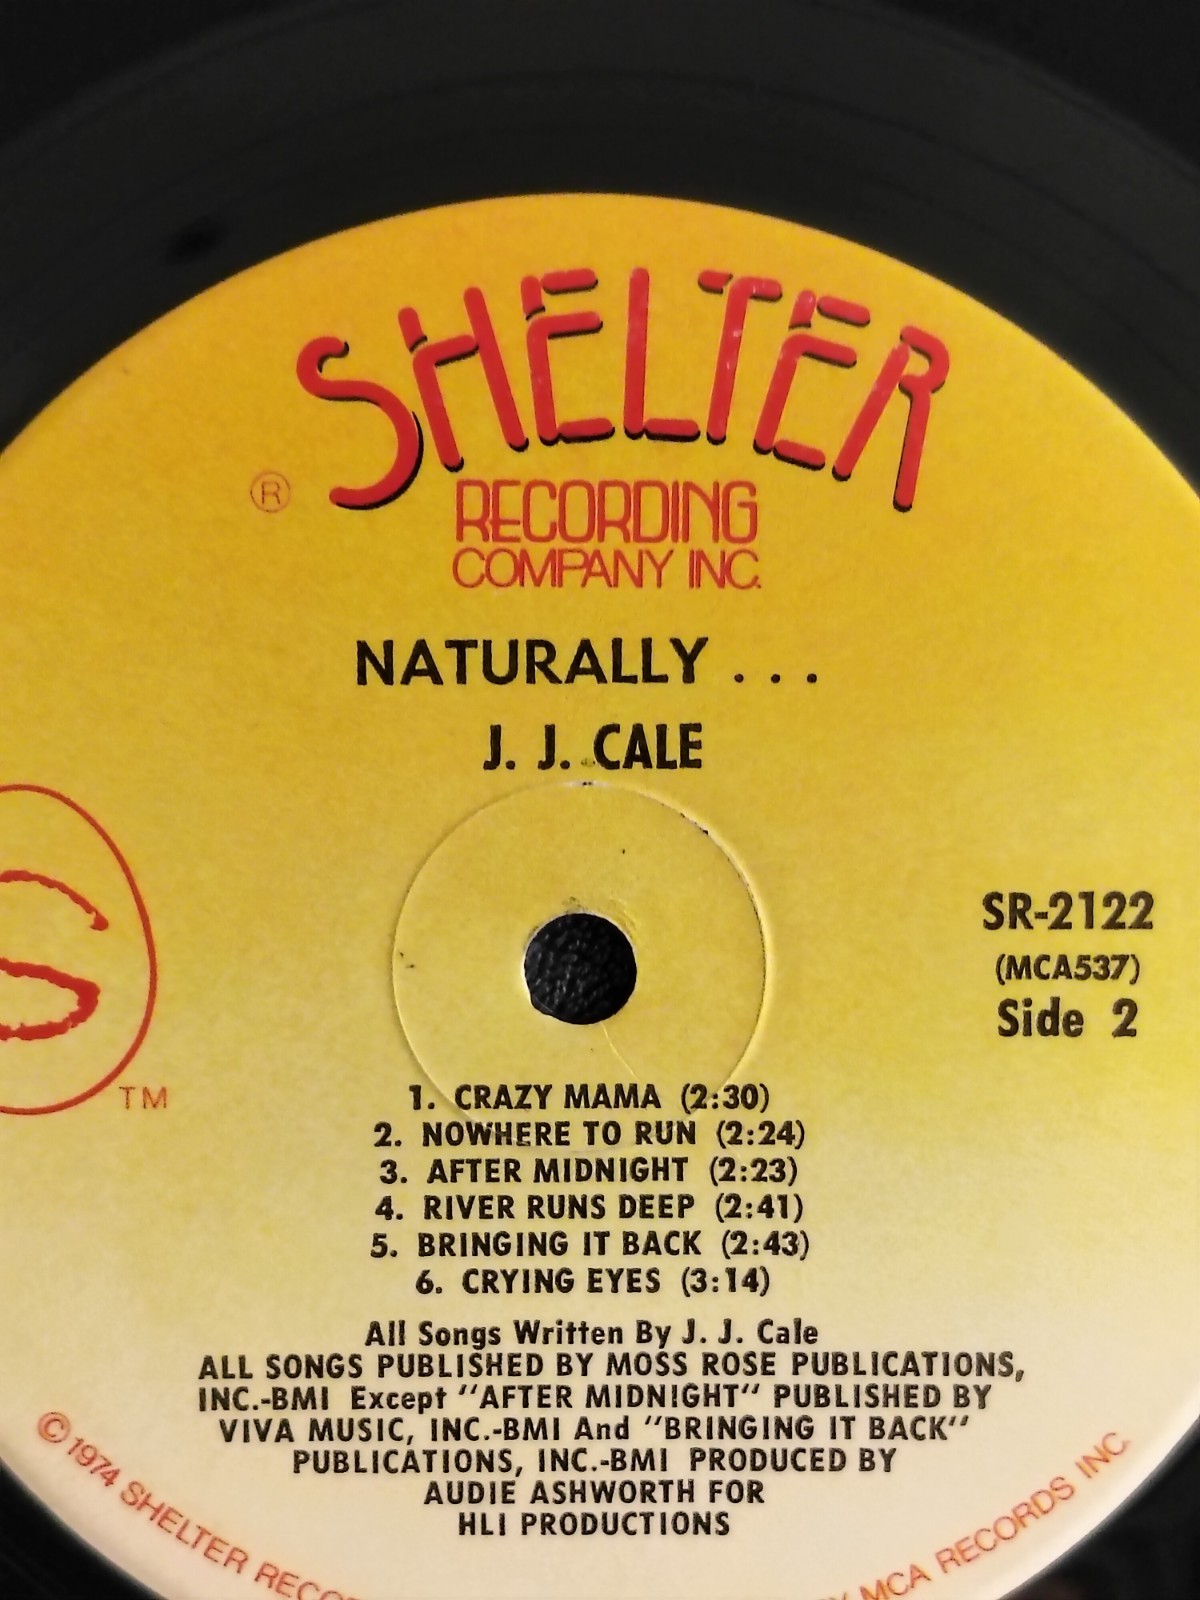 SHELTER
®
RECORDING
COMPANY INC.
NATURALLY . . .
J. J. CALE
S
TM
SR-2122
(MCA537)
Side 2
1. CRAZY MAMA (2:30)
2. NOWHERE TO RUN (2:24)
3. AFTER MIDNIGHT (2:23)
4. RIVER RUNS DEEP (2:41)
5. BRINGING IT BACK (2:43)
6. CRYING EYES (3:14)
All Songs Written By J. J. Cale
ALL SONGS PUBLISHED BY MOSS ROSE PUBLICATIONS,
INC.-BMI Except "AFTER MIDNIGHT" PUBLISHED BY
VIVA MUSIC, INC.-BMI And "BRINGING IT BACK"
PUBLICATIONS, INC.-BMI PRODUCED BY
AUDIE ASHWORTH FOR
HLI PRODUCTIONS
© 1974 SHELTER
MCA RECORDS INC.